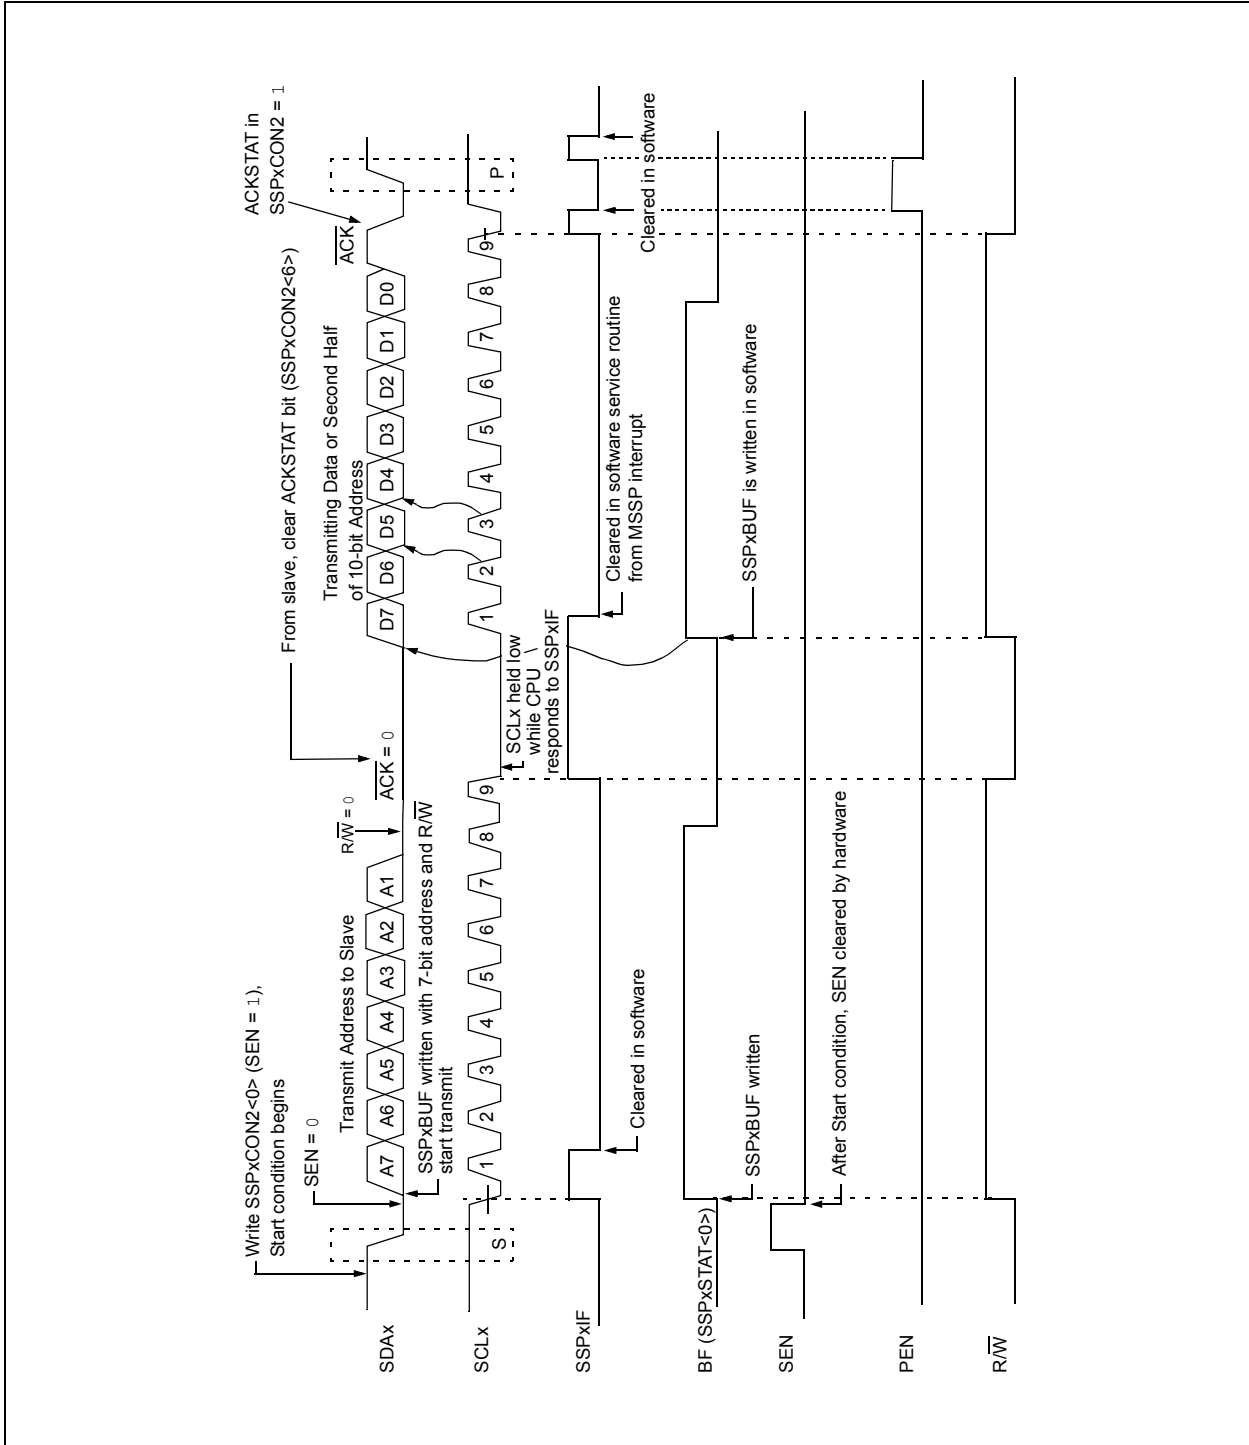 Write SSPxCON2<0> (SEN = 1),
Start condition begins
SEN = 0
Transmit Address to Slave
R/W = 0
From slave, clear ACKSTAT bit (SSPxCON2<6>)
ACK = 0
Transmitting Data or Second Half
of 10-bit Address
ACKSTAT in
SSPxCON2 = 1
ACK
SDAx
A7 A6 A5 A4 A3 A2 A1
D7 D6 D5 D4 D3 D2 D1 D0
SSPxBUF written with 7-bit address and R/W
start transmit
SCLx
S
1 2 3 4 5 6 7 8 9
1 2 3 4 5 6 7 8 9
P
SCLx held low
while CPU
responds to SSPxIF
SSPxIF
Cleared in software
Cleared in software service routine
from MSSP interrupt
Cleared in software
Cleared in software
BF (SSPxSTAT<0>)
SSPxBUF written
SSPxBUF is written in software
SEN
After Start condition, SEN cleared by hardware
PEN
R/W